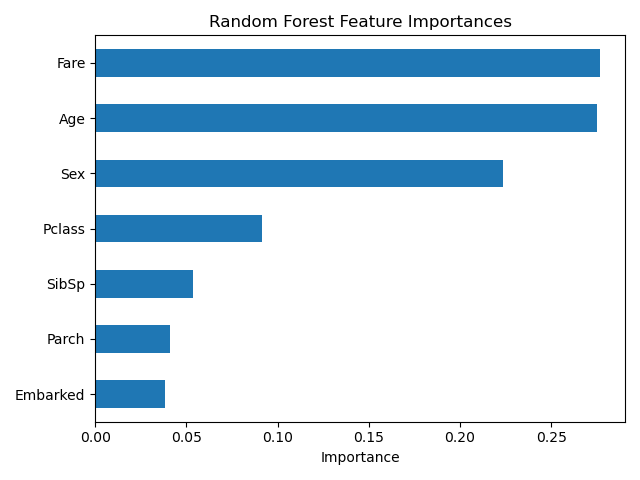 Random Forest Feature Importances
Fare
Age
Sex
Pclass
SibSp
Parch
Embarked
0.00 0.05 0.10 0.15 0.20 0.25
Importance